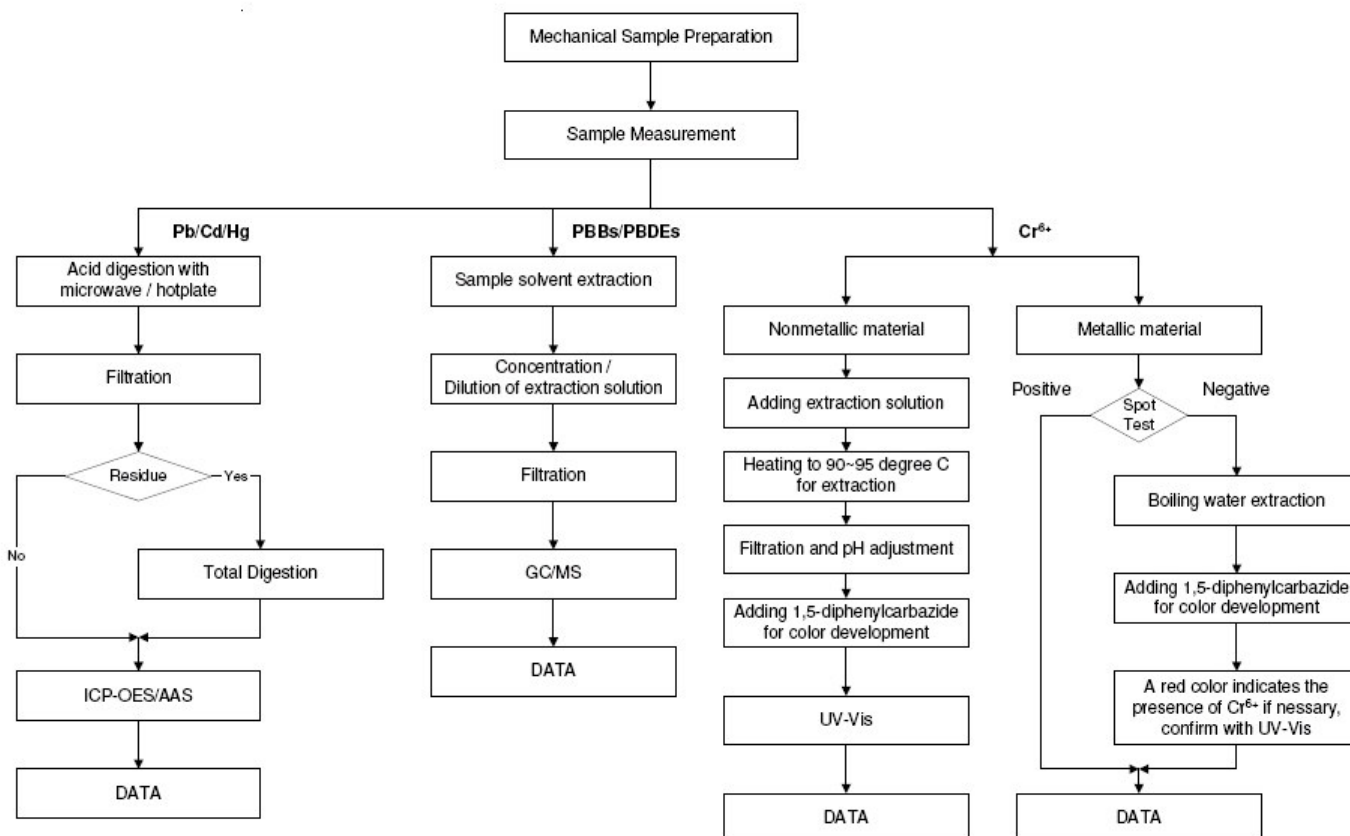 Mechanical Sample Preparation
Sample Measurement
Pb/Cd/Hg
Acid digestion with
microwave / hotplate
Filtration
Residue
Yes
No
Total Digestion
ICP-OES/AAS
DATA
PBBs/PBDEs
Sample solvent extraction
Concentration /
Dilution of extraction solution
Filtration
GC/MS
DATA
Cr⁶⁺
Nonmetallic material
Adding extraction solution
Heating to 90~95 degree C
for extraction
Filtration and pH adjustment
Adding 1,5-diphenylcarbazide
for color development
UV-Vis
DATA
Metallic material
Positive
Spot
Test
Negative
Boiling water extraction
Adding 1,5-diphenylcarbazide
for color development
A red color indicates the
presence of Cr⁶⁺ if nessary,
confirm with UV-Vis
DATA